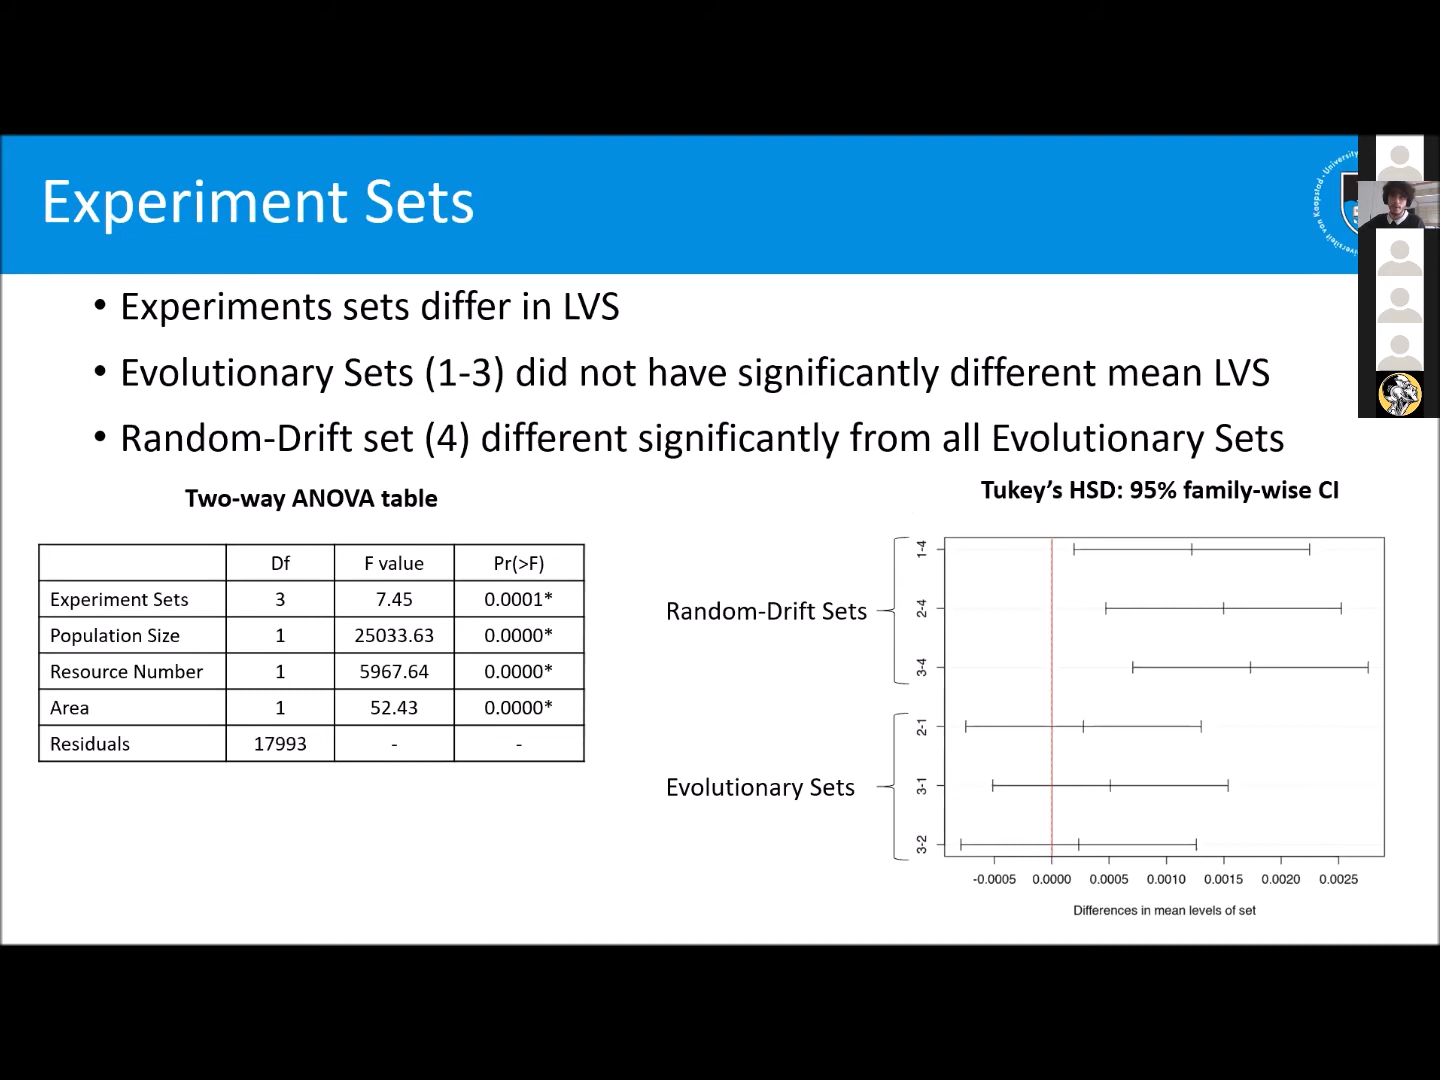 Experiment Sets
University
van Kaapstad
Universiteit
• Experiments sets differ in LVS
• Evolutionary Sets (1-3) did not have significantly different mean LVS
• Random-Drift set (4) different significantly from all Evolutionary Sets
Two-way ANOVA table
Df F value Pr(>F)
Experiment Sets 3 7.45 0.0001*
Population Size 1 25033.63 0.0000*
Resource Number 1 5967.64 0.0000*
Area 1 52.43 0.0000*
Residuals 17993 - -
Tukey’s HSD: 95% family-wise CI
Random-Drift Sets
Evolutionary Sets
1-4
2-4
3-4
2-1
3-1
3-2
-0.0005 0.0000 0.0005 0.0010 0.0015 0.0020 0.0025
Differences in mean levels of set